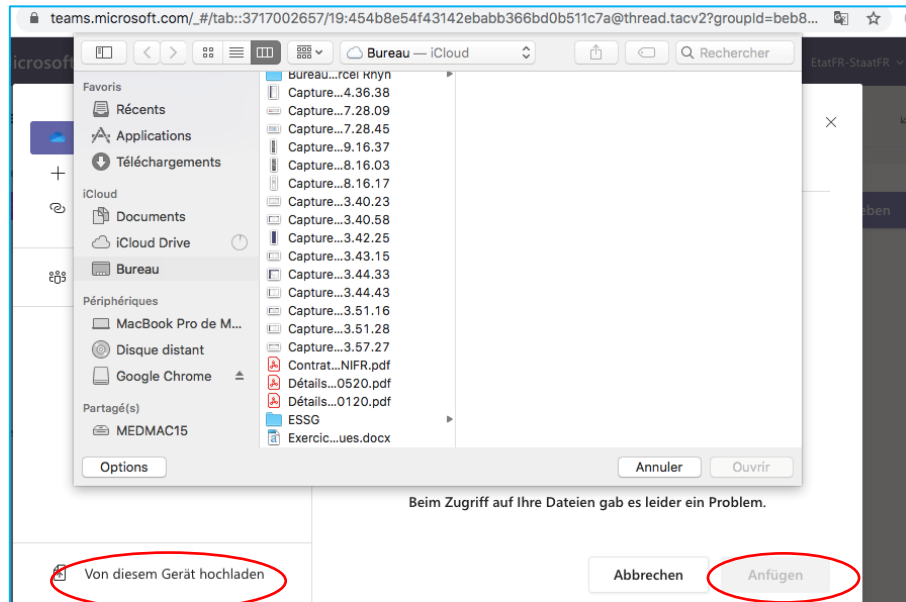 teams.microsoft.com/_#/tab::3717002657/19:454b8e54f43142ebabb366bd0b511c7a@thread.tacv2?groupId=beb8...
icrosoft
Bureau — iCloud
Rechercher
EtatFR-StaatFR
Favoris
Récents
Applications
Téléchargements
iCloud
Documents
iCloud Drive
Bureau
Périphériques
MacBook Pro de M...
Disque distant
Google Chrome
Partagé(s)
MEDMAC15
Bureau...rcel Rhyn
Capture...4.36.38
Capture...7.28.09
Capture...7.28.45
Capture...9.16.37
Capture...8.16.03
Capture...8.16.17
Capture...3.40.23
Capture...3.40.58
Capture...3.42.25
Capture...3.43.15
Capture...3.44.33
Capture...3.44.43
Capture...3.51.16
Capture...3.51.28
Capture...3.57.27
Contrat...NIFR.pdf
Détails...0520.pdf
Détails...0120.pdf
ESSG
Exercic...ues.docx
eben
Options
Annuler
Ouvrir
Beim Zugriff auf Ihre Dateien gab es leider ein Problem.
Von diesem Gerät hochladen
Abbrechen
Anfügen